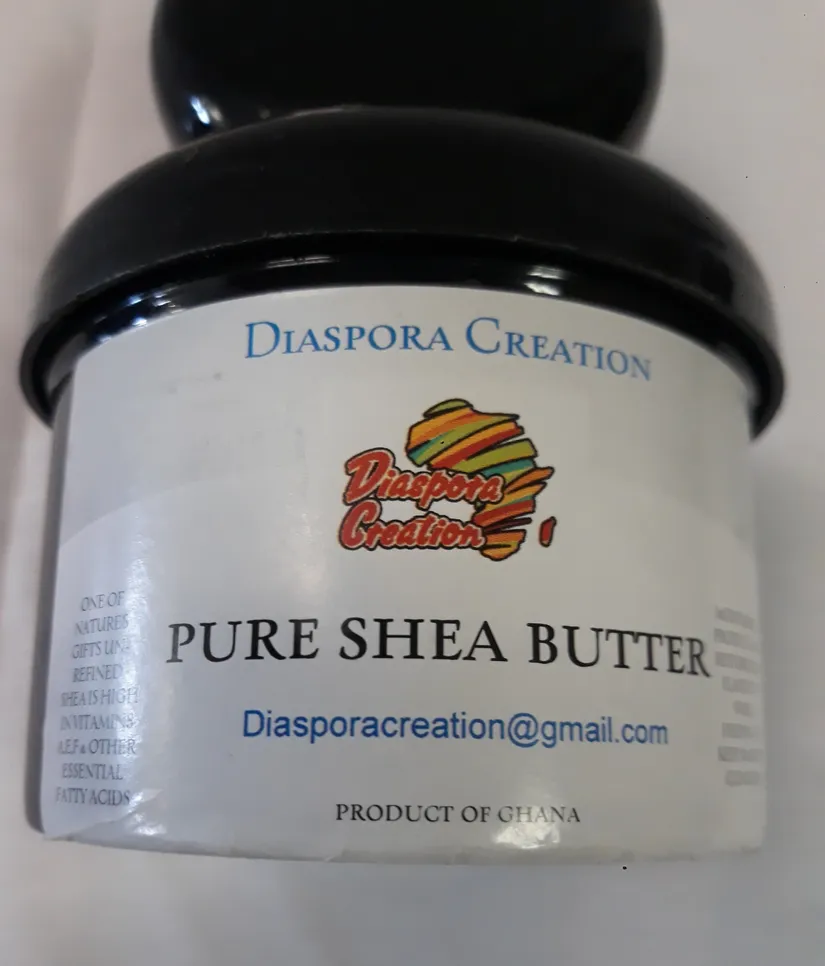 DIASPORA CREATION
Diaspora
Creation
PURE SHEA BUTTER
Diasporacreation@gmail.com
PRODUCT OF GHANA
ONE OF
NATURES
GIFTS UN
REFINED
SHEA IS HIGH
IN VITAMINS
A,E,F & OTHER
ESSENTIAL
FATTY ACIDS